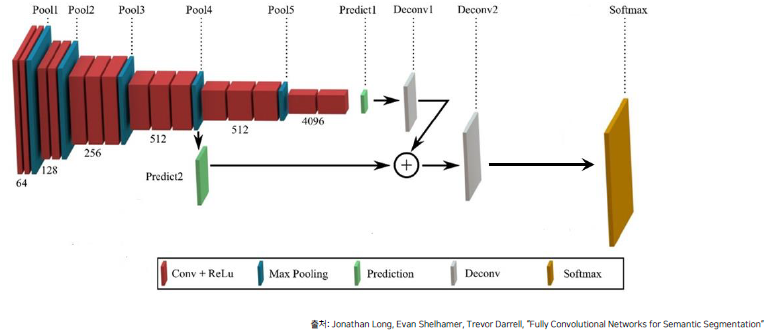 Pool1 Pool2 Pool3 Pool4 Pool5 Predict1 Deconv1 Deconv2 Softmax
64
128
256
512
512
4096
Predict2
Conv + ReLu Max Pooling Prediction Deconv Softmax
출처: Jonathan Long, Evan Shelhamer, Trevor Darrell, "Fully Convolutional Networks for Semantic Segmentation"